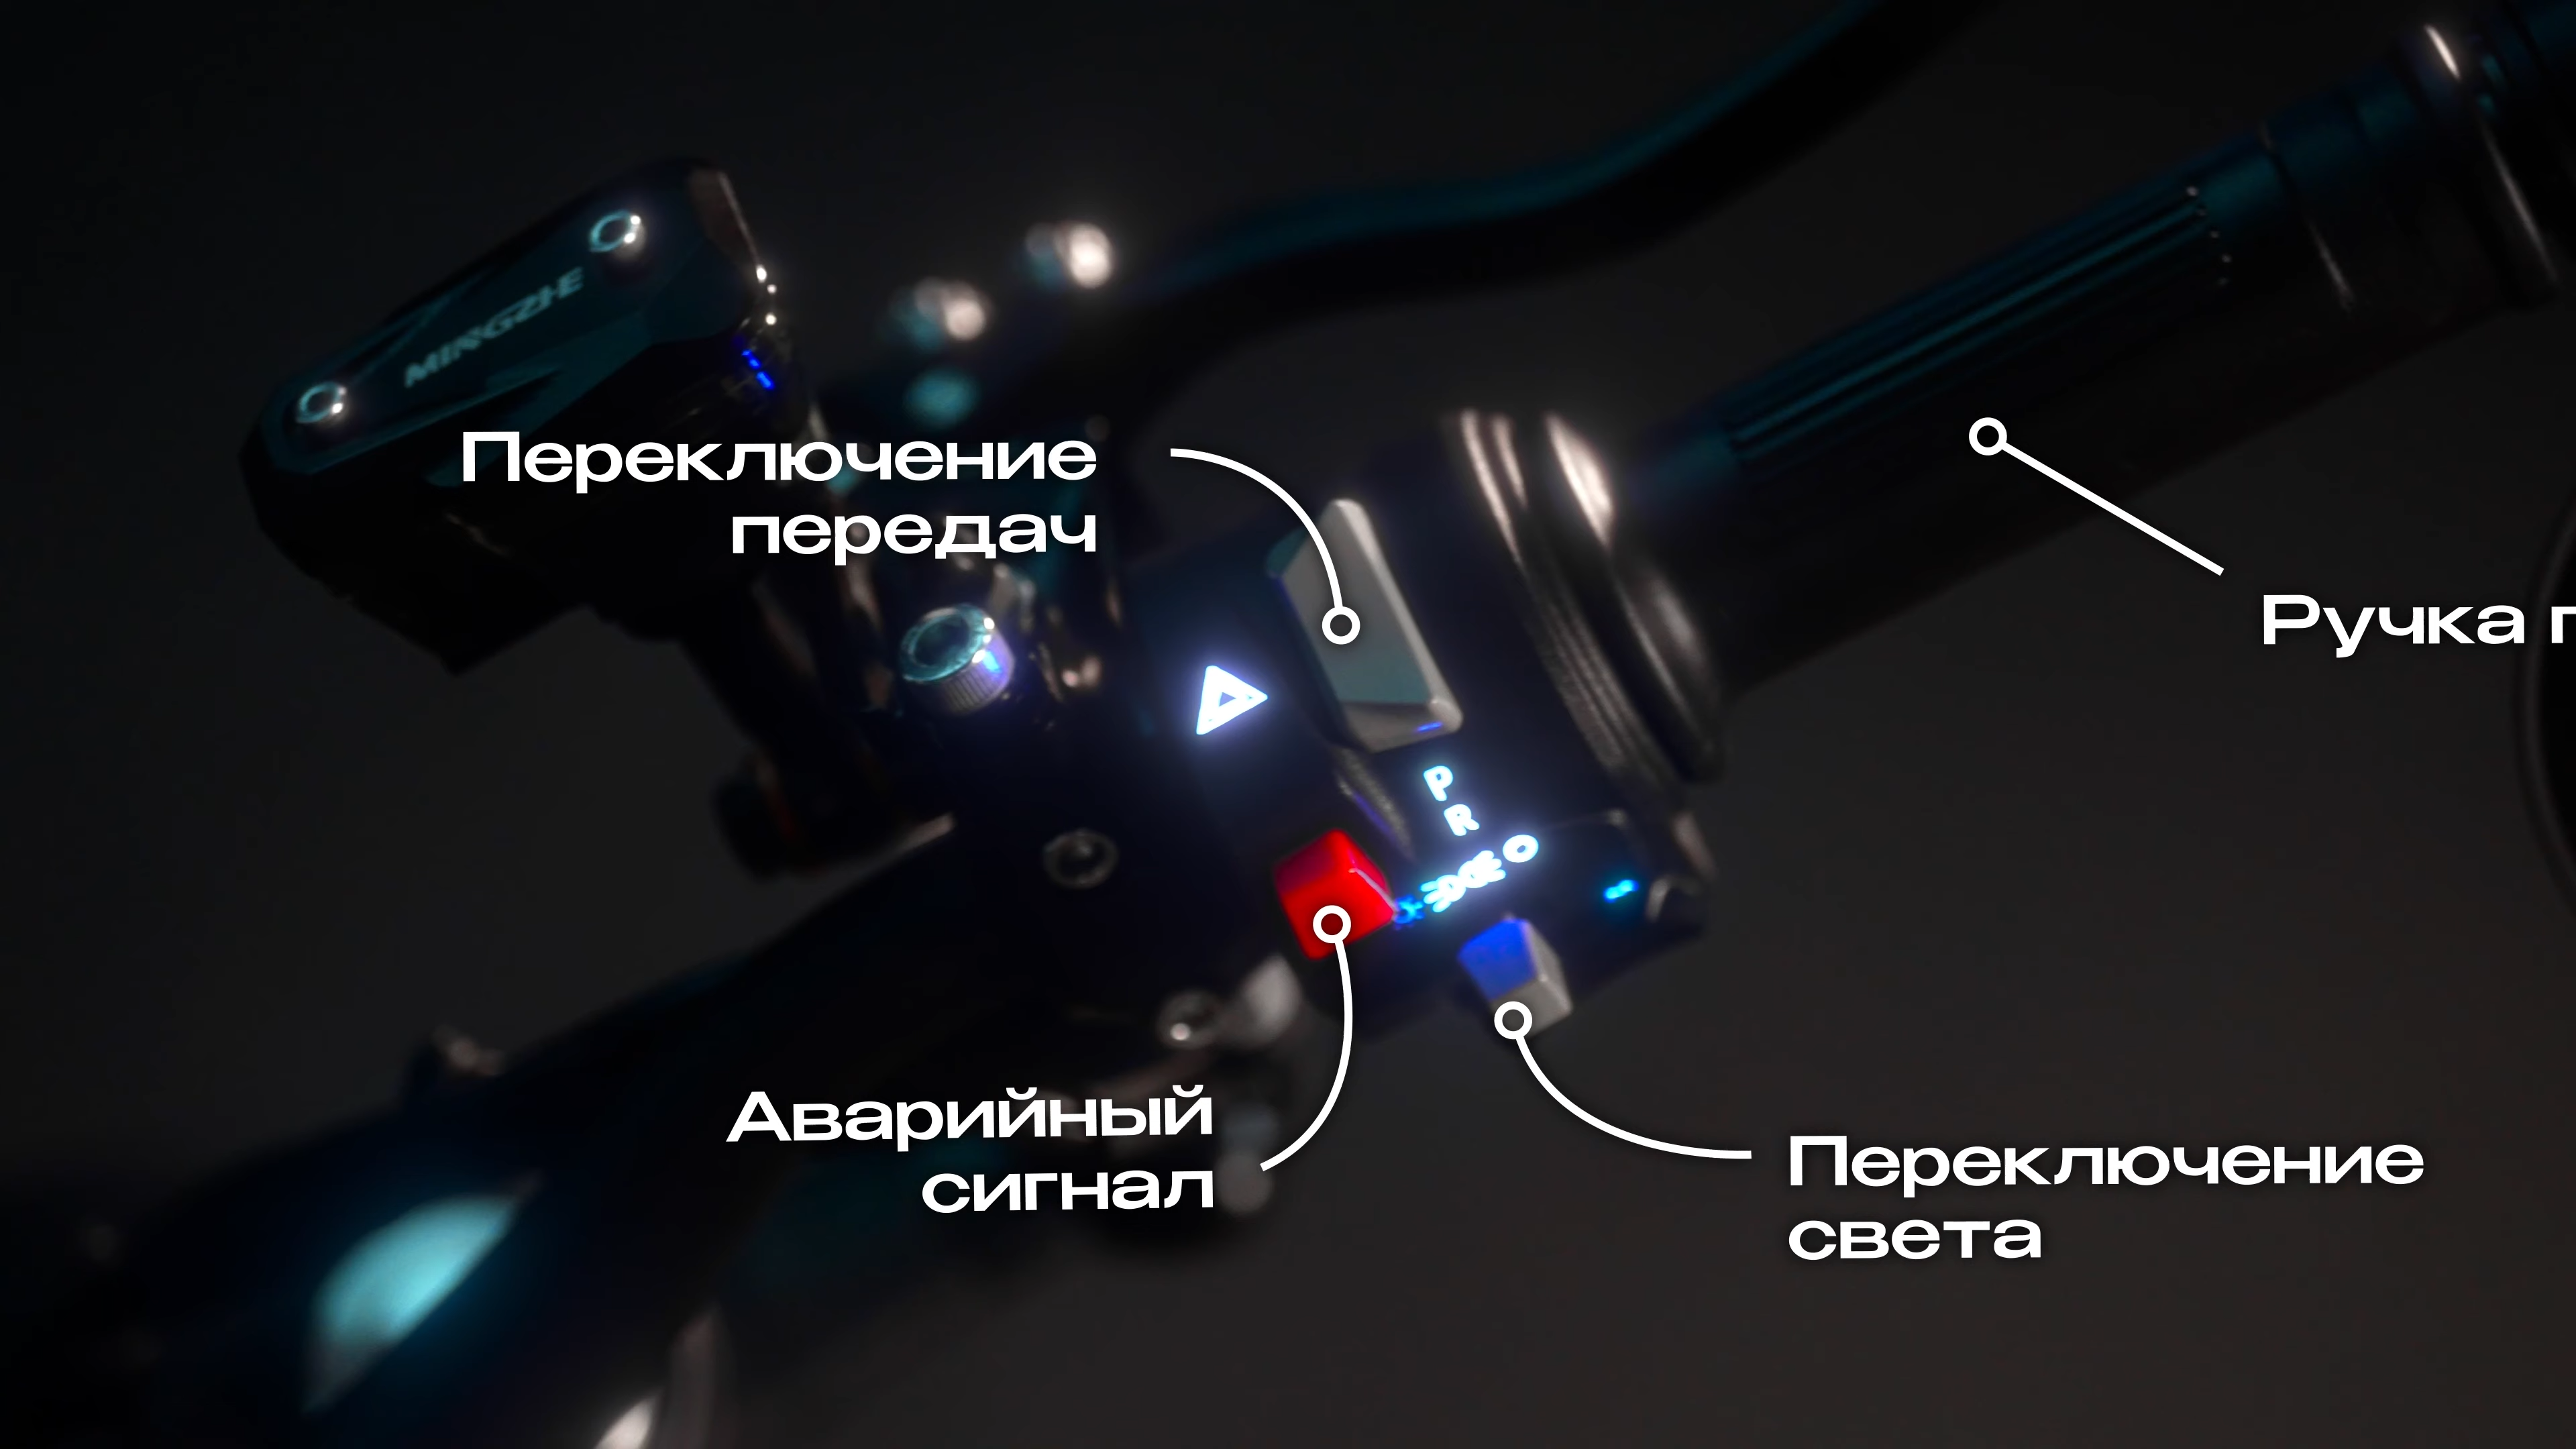 MINGZHE
Переключение
передач
Ручка п
P
R
Аварийный
сигнал
Переключение
света